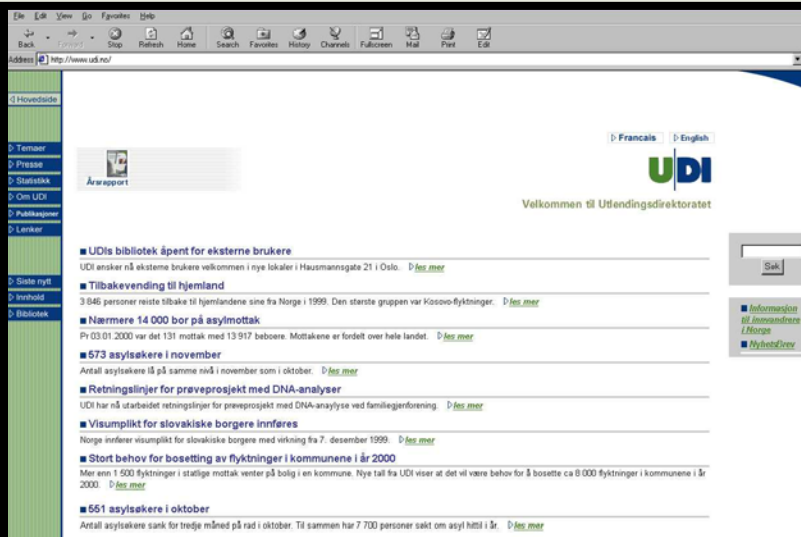 File Edit View Go Favorites Help
Back Forward Stop Refresh Home Search Favorites History Channels Fullscreen Mail Print Edit
Address http://www.udi.no/
Hovedside
Francais English
Temaer
Presse
Statistikk
Om UDI
Publikasjoner
Lenker
Årsrapport
UDI
Velkommen til Utlendingsdirektoratet
UDIs bibliotek åpent for eksterne brukere
UDI ønsker nå eksterne brukere velkommen i nye lokaler i Hausmannsgate 21 i Oslo. les mer
Søk
Siste nytt
Innhold
Bibliotek
Tilbakevending til hjemland
3 846 personer reiste tilbake til hjemlandene sine fra Norge i 1999. Den største gruppen var Kosovo-flyktninger. les mer
Nærmere 14 000 bor på asylmottak
Pr 03.01.2000 var det 131 mottak med 13 917 beboere. Mottakene er fordelt over hele landet. les mer
Informasjon
til innvandrere
i Norge
NyhetsBrev
573 asylsøkere i november
Antall asylsøkere lå på samme nivå i november som i oktober. les mer
Retningslinjer for prøveprosjekt med DNA-analyser
UDI har nå utarbeidet retningslinjer for prøveprosjekt med DNA-anaylyse ved familiegjenforening. les mer
Visumplikt for slovakiske borgere innføres
Norge innfører visumplikt for slovakiske borgere med virkning fra 7. desember 1999. les mer
Stort behov for bosetting av flyktninger i kommunene i år 2000
Mer enn 1 500 flyktninger i statlige mottak venter på bolig i en kommune. Nye tall fra UDI viser at det vil være behov for å bosette ca 8 000 flyktninger i kommunene i år
2000. les mer
551 asylsøkere i oktober
Antall asylsøkere sank for tredje måned på rad i oktober. Til sammen har 7 700 personer søkt om asyl hittil i år. les mer